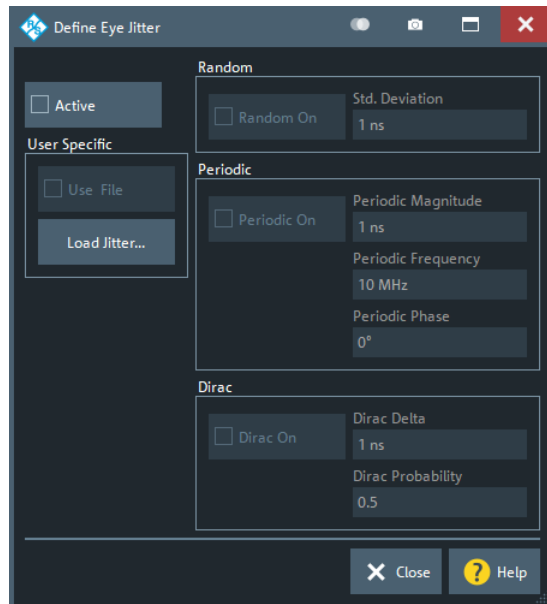 R&S Define Eye Jitter
Active
User Specific
Use File
Load Jitter...
Random
Random On
Std. Deviation
1 ns
Periodic
Periodic On
Periodic Magnitude
1 ns
Periodic Frequency
10 MHz
Periodic Phase
0°
Dirac
Dirac On
Dirac Delta
1 ns
Dirac Probability
0.5
Close
? Help